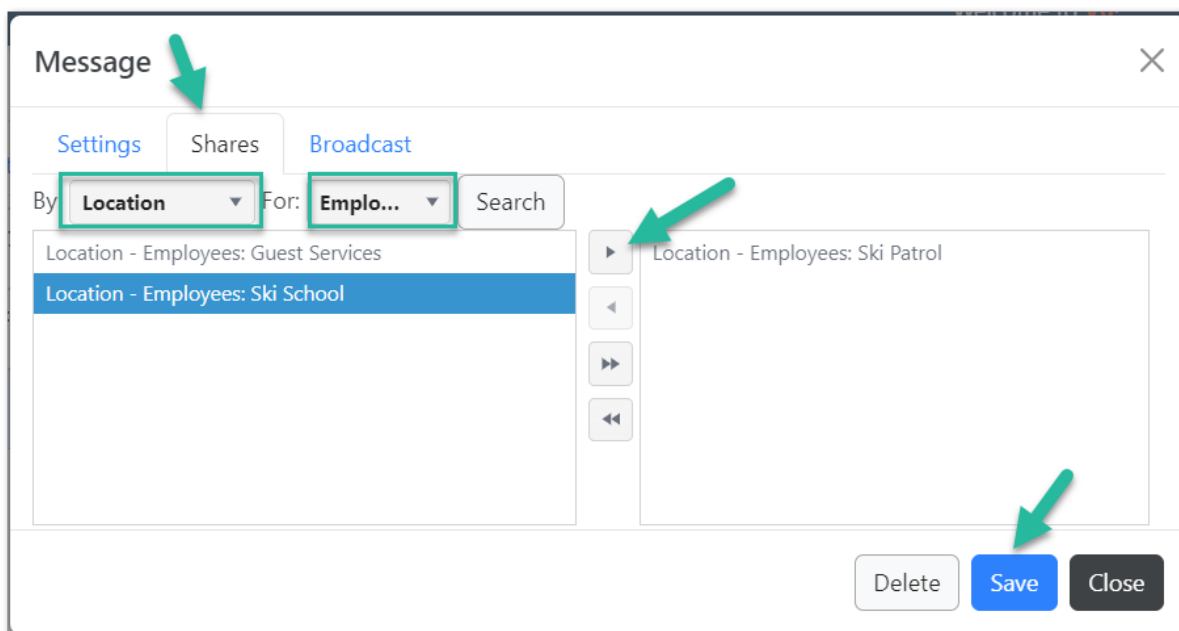 Message
Settings Shares Broadcast
By Location For: Emplo... Search
Location - Employees: Guest Services
Location - Employees: Ski School
Location - Employees: Ski Patrol
Delete Save Close